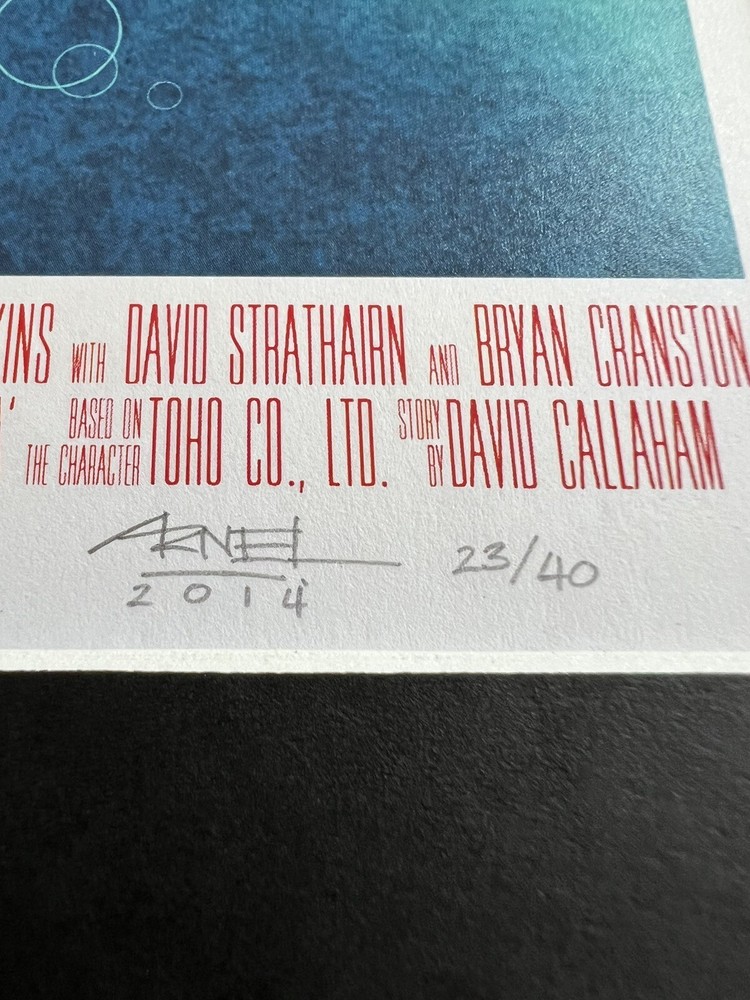 KINS WITH DAVID STRATHAIRN AND BRYAN CRANSTON
BASED ON THE CHARACTER TOHO CO., LTD. STORY BY DAVID CALLAHAM
ARNEL 23/40
2014